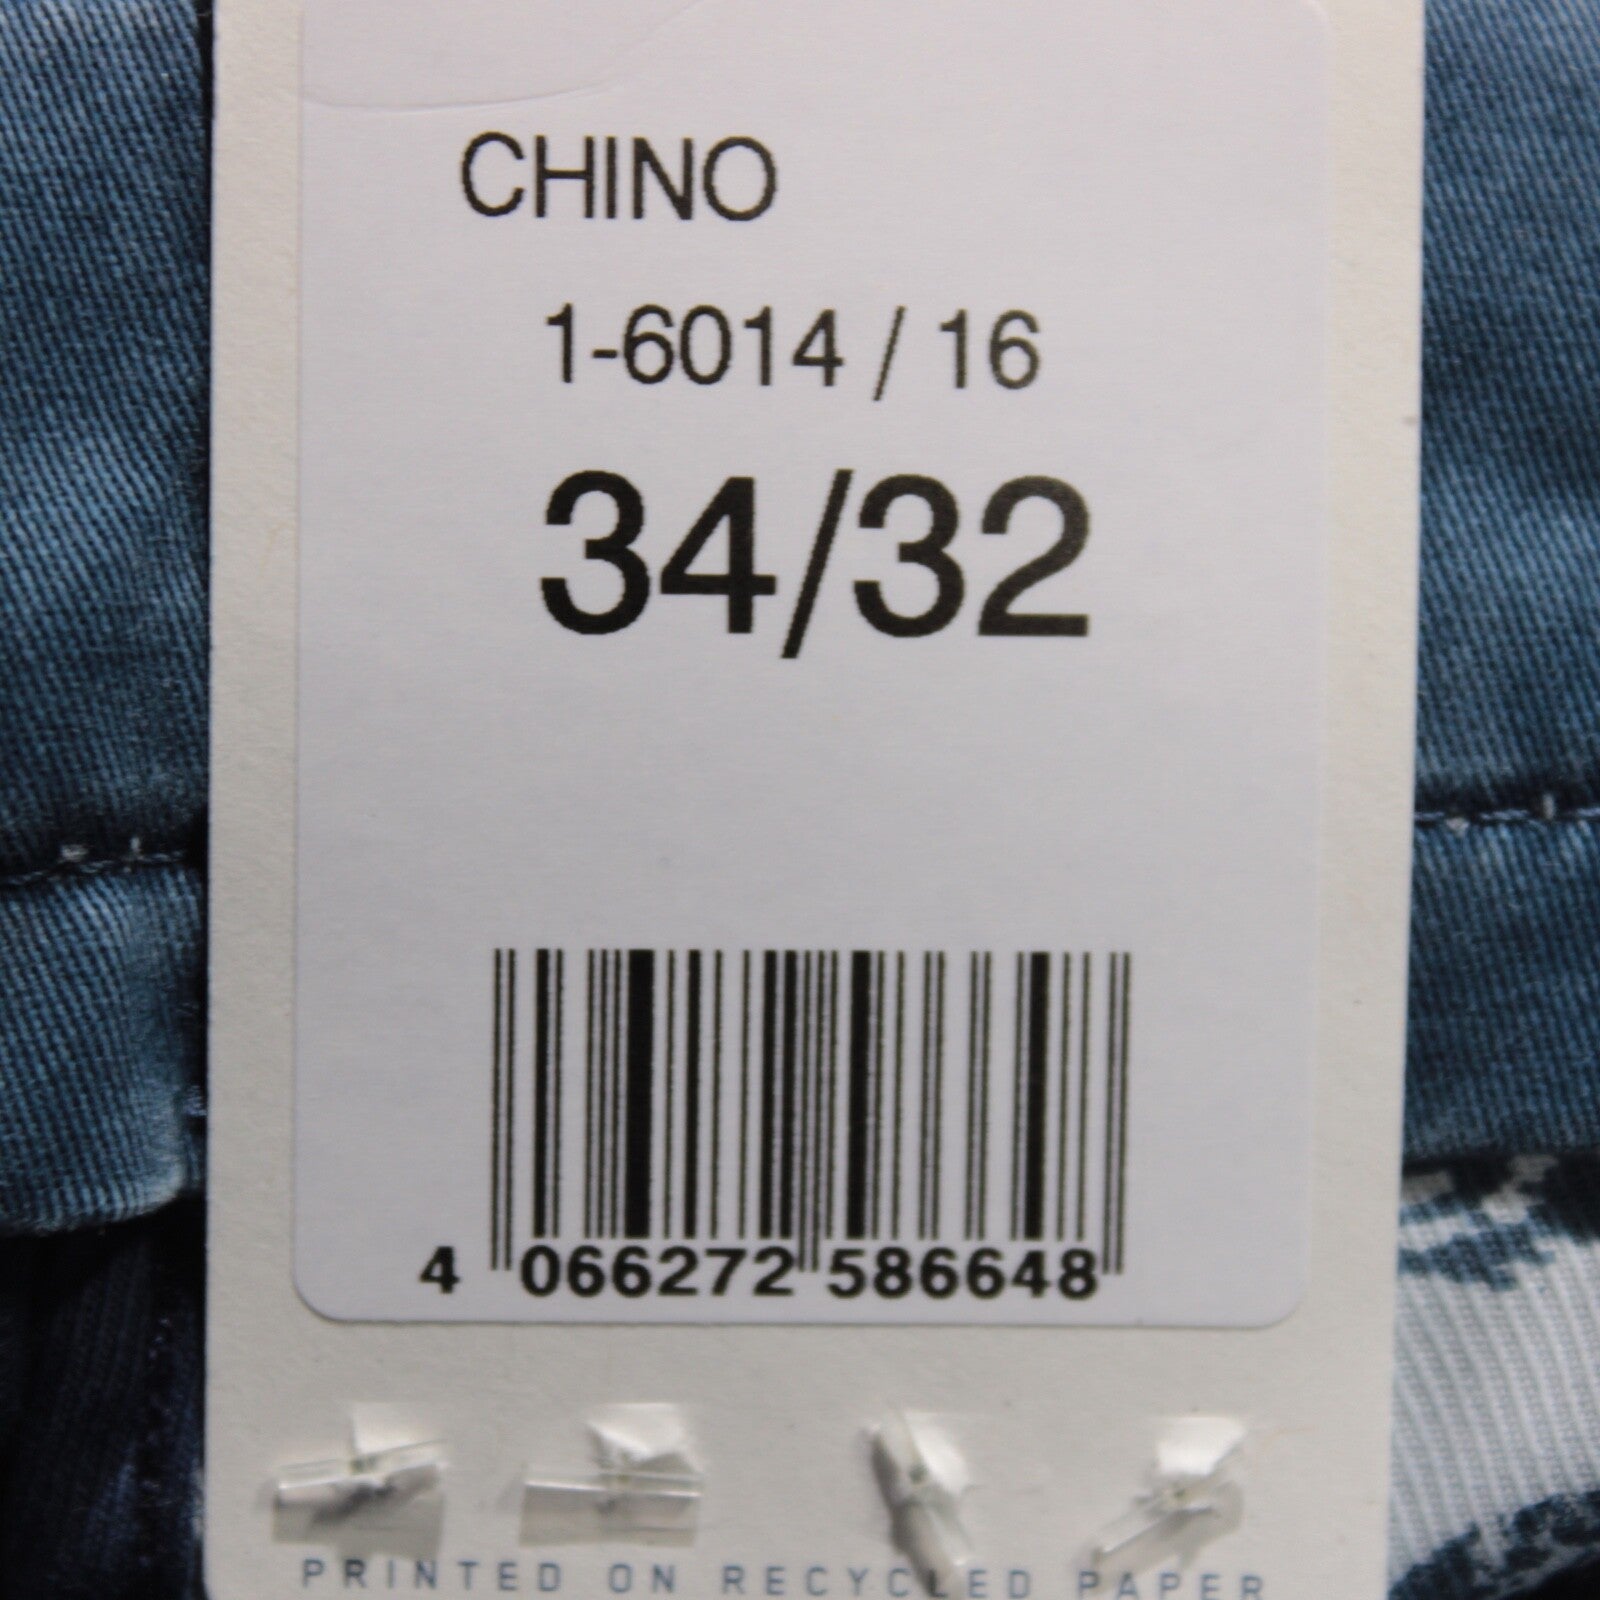 CHINO
1-6014 / 16
34/32
4 066272 586648
PRINTED ON RECYCLED PAPER